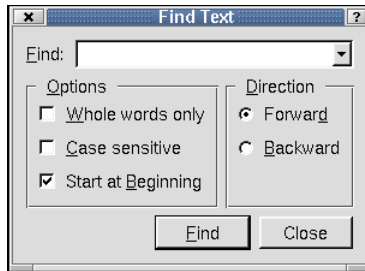 Find Text
?
Find:
Options
Direction
Whole words only
Forward
Case sensitive
Backward
Start at Beginning
Find
Close